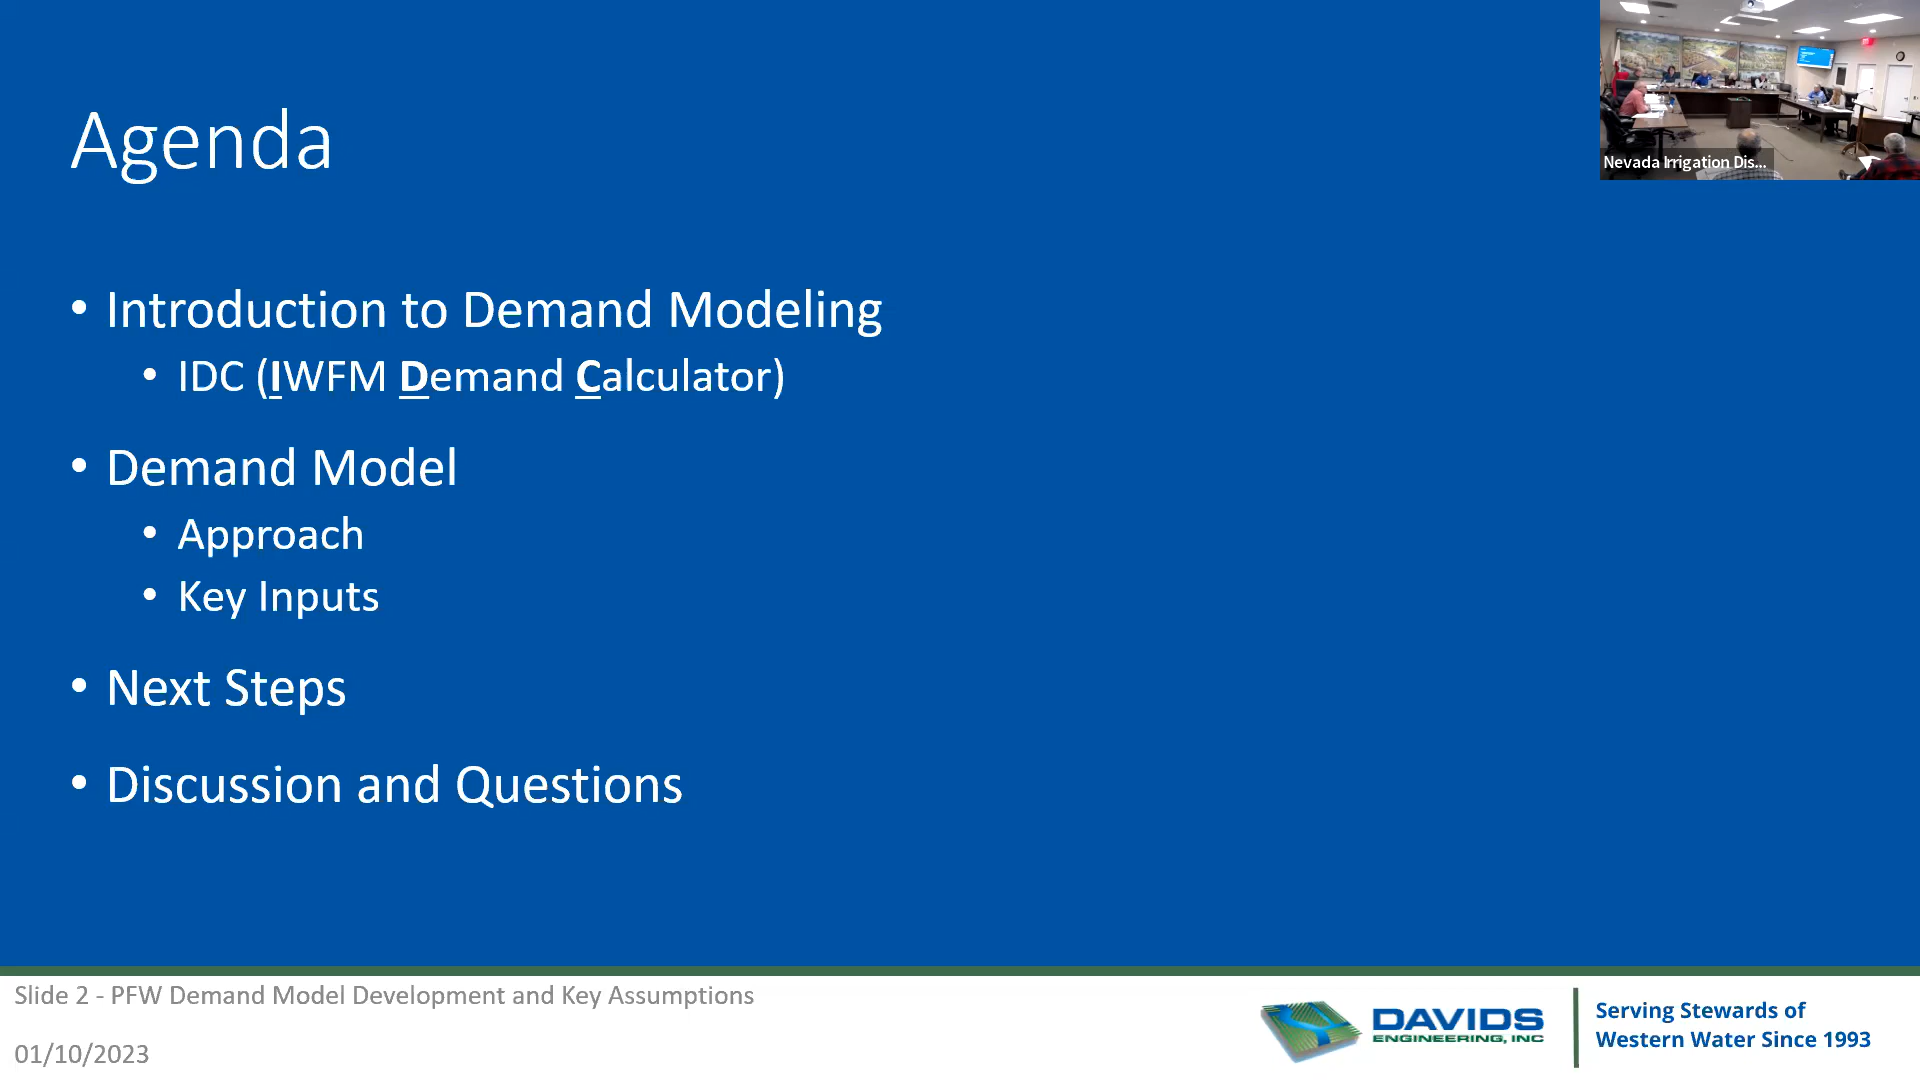 Agenda
Nevada Irrigation Dis...
• Introduction to Demand Modeling
• IDC (IWFM Demand Calculator)
• Demand Model
• Approach
• Key Inputs
• Next Steps
• Discussion and Questions
Slide 2 - PFW Demand Model Development and Key Assumptions
01/10/2023
DAVIDS
ENGINEERING, INC
Serving Stewards of
Western Water Since 1993